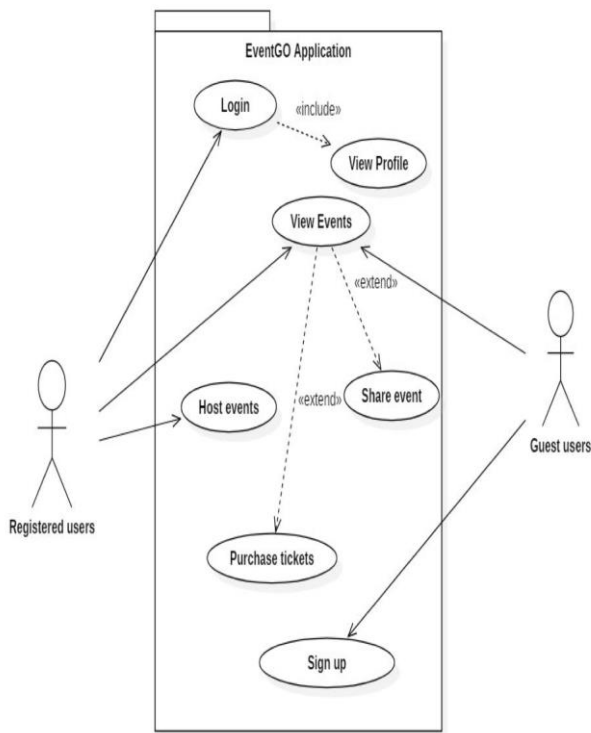 EventGO Application
Login
«include»
View Profile
View Events
«extend»
Share event
Host events
«extend»
Guest users
Registered users
Purchase tickets
Sign up